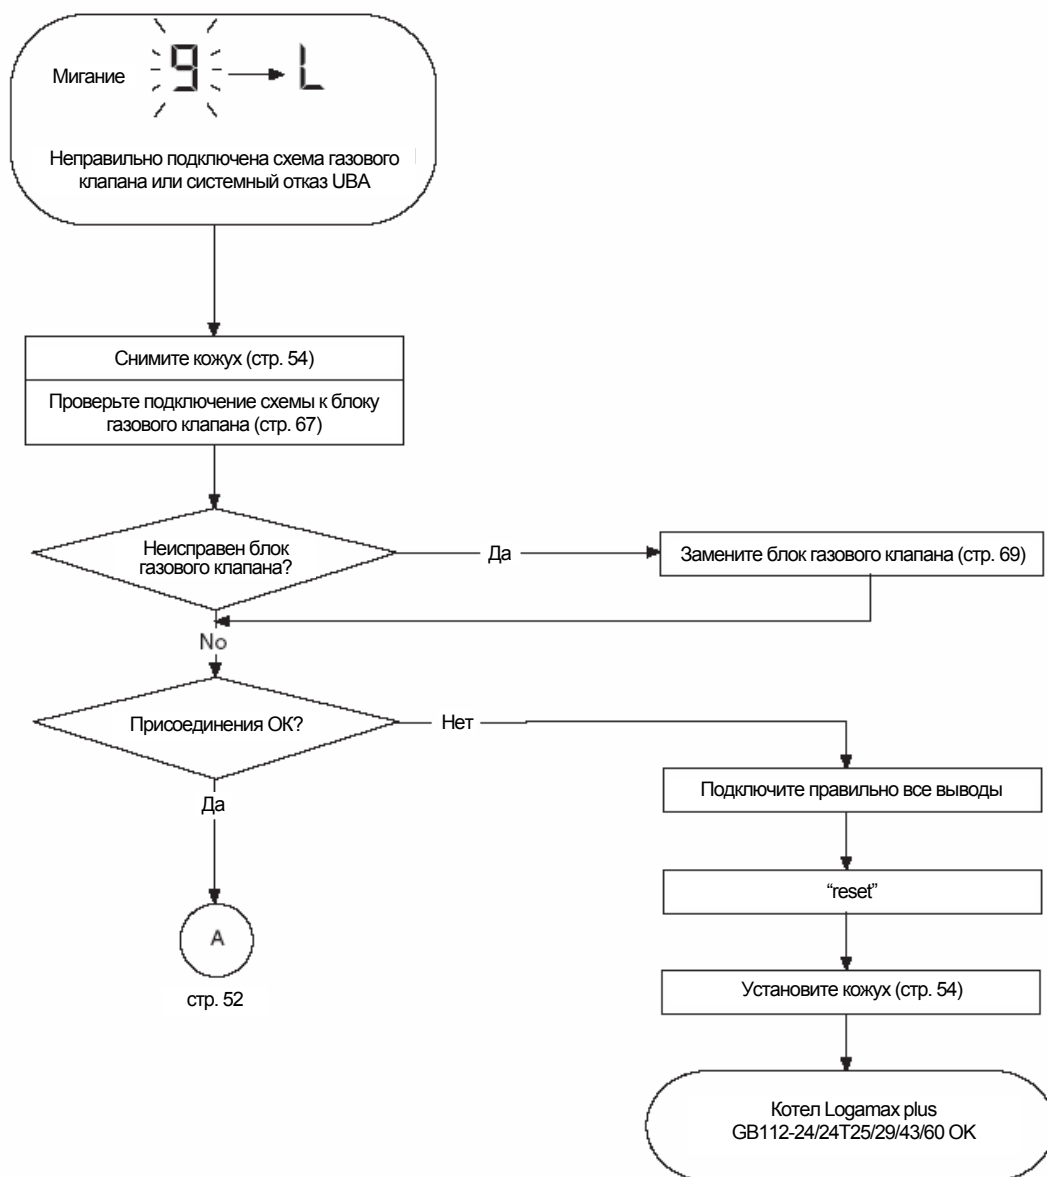 Мигание 9 L
Неправильно подключена схема газового
клапана или системный отказ UBA
Снимите кожух (стр. 54)
Проверьте подключение схемы к блоку
газового клапана (стр. 67)
Неисправен блок
газового клапана?
Да
Замените блок газового клапана (стр. 69)
No
Присоединения ОК?
Нет
Подключите правильно все выводы
Да
“reset”
A
стр. 52
Установите кожух (стр. 54)
Котел Logamax plus
GB112-24/24T25/29/43/60 OK